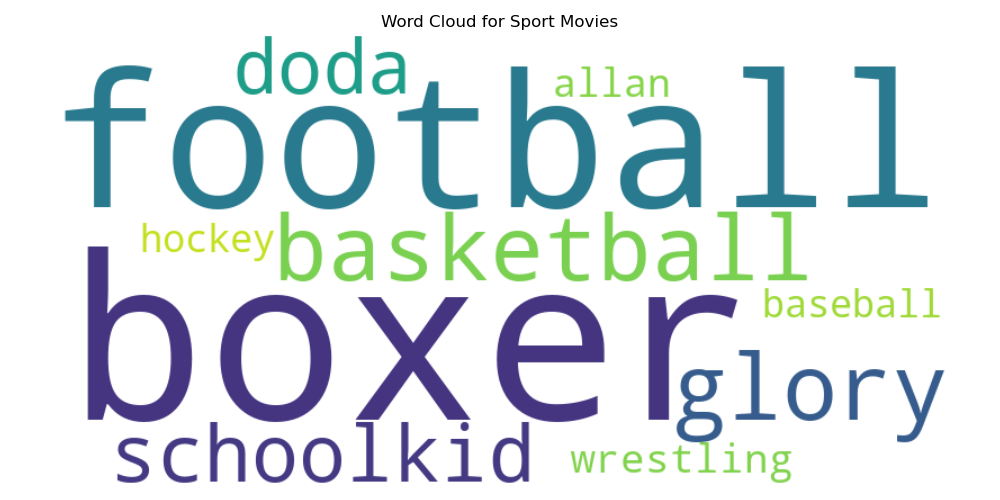 Word Cloud for Sport Movies
doda
allan
football
hockey
basketball
boxer
baseball
glory
schoolkid
wrestling